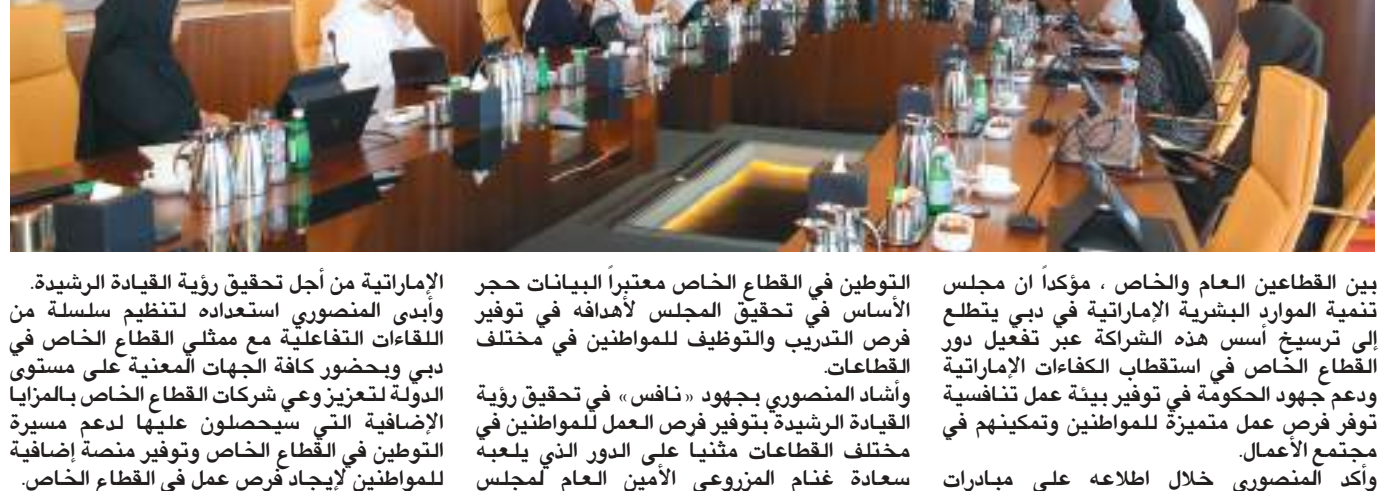 بين القطاعين العام والخاص ، مؤكداً ان مجلس
تنمية الموارد البشرية الإماراتية في دبي يتطلع
إلى ترسيخ أسس هذه الشراكة عبر تفعيل دور
القطاع الخاص في استقطاب الكفاءات الإماراتية
ودعم جهود الحكومة في توفير بيئة عمل تنافسية
توفر فرص عمل متميزة للمواطنين وتمكينهم في
مجتمع الأعمال.
وأكد المنصوري خلال اطلاعه على مبادرات
التوطين في القطاع الخاص معتبراً البيانات حجر
الأساس في تحقيق المجلس لأهدافه في توفير
فرص التدريب والتوظيف للمواطنين في مختلف
القطاعات.
وأشاد المنصوري بجهود «نافس» في تحقيق رؤية
القيادة الرشيدة بتوفير فرص العمل للمواطنين في
مختلف القطاعات مثنياً على الدور الذي يلعبه
سعادة غنام المزروعي الأمين العام لمجلس
الإماراتية من أجل تحقيق رؤية القيادة الرشيدة.
وأبدى المنصوري استعداده لتنظيم سلسلة من
اللقاءات التفاعلية مع ممثلي القطاع الخاص في
دبي وبحضور كافة الجهات المعنية على مستوى
الدولة لتعزيز وعي شركات القطاع الخاص بالمزايا
الإضافية التي سيحصلون عليها لدعم مسيرة
التوطين في القطاع الخاص وتوفير منصة إضافية
للمواطنين لإيجاد فرص عمل في القطاع الخاص.